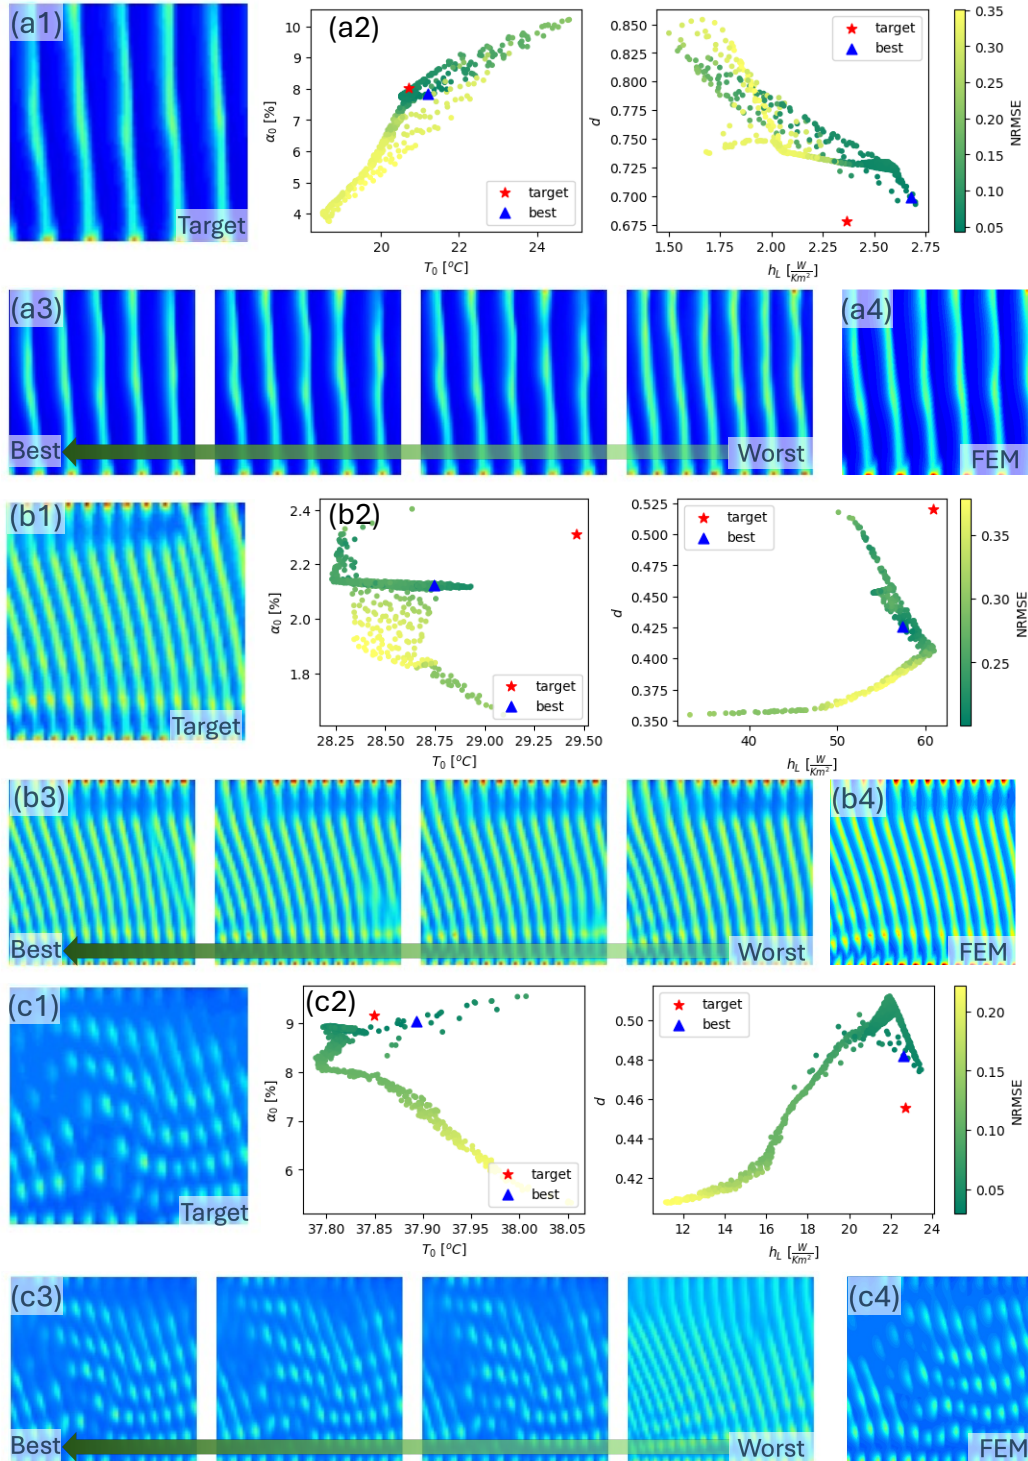 (a1)
Target
(a2)
10
9
8
7
6
5
4
α₀ [%]
20
22
24
T₀ [°C]
target
best
0.850
0.825
0.800
0.775
0.750
0.725
0.700
0.675
d
1.50
1.75
2.00
2.25
2.50
2.75
h_L [W/Km²]
target
best
0.35
0.30
0.25
0.20
0.15
0.10
0.05
NRMSE
(a3)
Best
Worst
(a4)
FEM
(b1)
Target
(b2)
2.4
2.2
2.0
1.8
α₀ [%]
28.25
28.50
28.75
29.00
29.25
29.50
T₀ [°C]
target
best
0.525
0.500
0.475
0.450
0.425
0.400
0.375
0.350
d
40
50
60
h_L [W/Km²]
target
best
0.35
0.30
0.25
NRMSE
(b3)
Best
Worst
(b4)
FEM
(c1)
Target
(c2)
9
8
7
6
α₀ [%]
37.80
37.85
37.90
37.95
38.00
38.05
T₀ [°C]
target
best
0.50
0.48
0.46
0.44
0.42
d
12
14
16
18
20
22
24
h_L [W/Km²]
target
best
0.20
0.15
0.10
0.05
NRMSE
(c3)
Best
Worst
(c4)
FEM